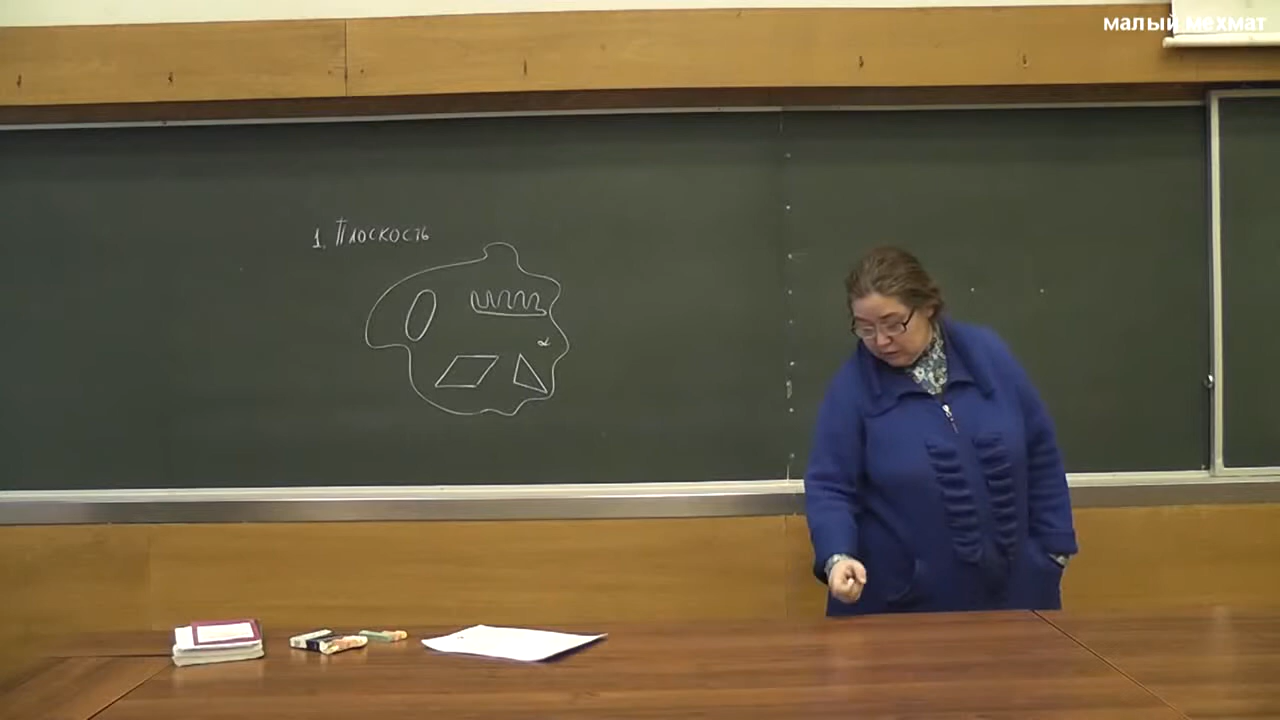 малый мехмат
1. Плоскость
α